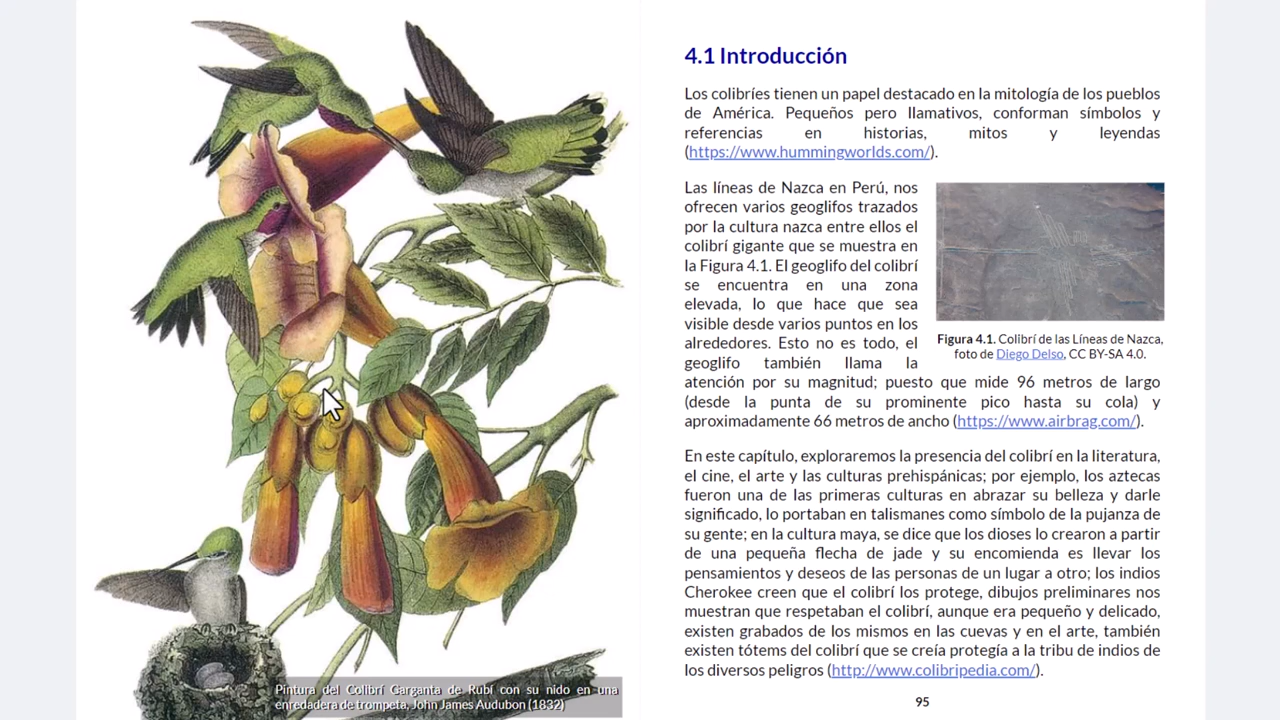 Pintura del Colibrí Garganta de Rubí con su nido en una
enredadera de trompeta, John James Audubon (1832)
4.1 Introducción
Los colibríes tienen un papel destacado en la mitología de los pueblos
de América. Pequeños pero llamativos, conforman símbolos y
referencias en historias, mitos y leyendas
(https://www.hummingworlds.com/).
Las líneas de Nazca en Perú, nos
ofrecen varios geoglifos trazados
por la cultura nazca entre ellos el
colibrí gigante que se muestra en
la Figura 4.1. El geoglifo del colibrí
se encuentra en una zona
elevada, lo que hace que sea
visible desde varios puntos en los
alrededores. Esto no es todo, el
geoglifo también llama la
atención por su magnitud; puesto que mide 96 metros de largo
(desde la punta de su prominente pico hasta su cola) y
aproximadamente 66 metros de ancho (https://www.airbrag.com/).
Figura 4.1. Colibrí de las Líneas de Nazca,
foto de Diego Delso, CC BY-SA 4.0.
En este capítulo, exploraremos la presencia del colibrí en la literatura,
el cine, el arte y las culturas prehispánicas; por ejemplo, los aztecas
fueron una de las primeras culturas en abrazar su belleza y darle
significado, lo portaban en talismanes como símbolo de la pujanza de
su gente; en la cultura maya, se dice que los dioses lo crearon a partir
de una pequeña flecha de jade y su encomienda es llevar los
pensamientos y deseos de las personas de un lugar a otro; los indios
Cherokee creen que el colibrí los protege, dibujos preliminares nos
muestran que respetaban el colibrí, aunque era pequeño y delicado,
existen grabados de los mismos en las cuevas y en el arte, también
existen tótems del colibrí que se creía protegía a la tribu de indios de
los diversos peligros (http://www.colibripedia.com/).
95